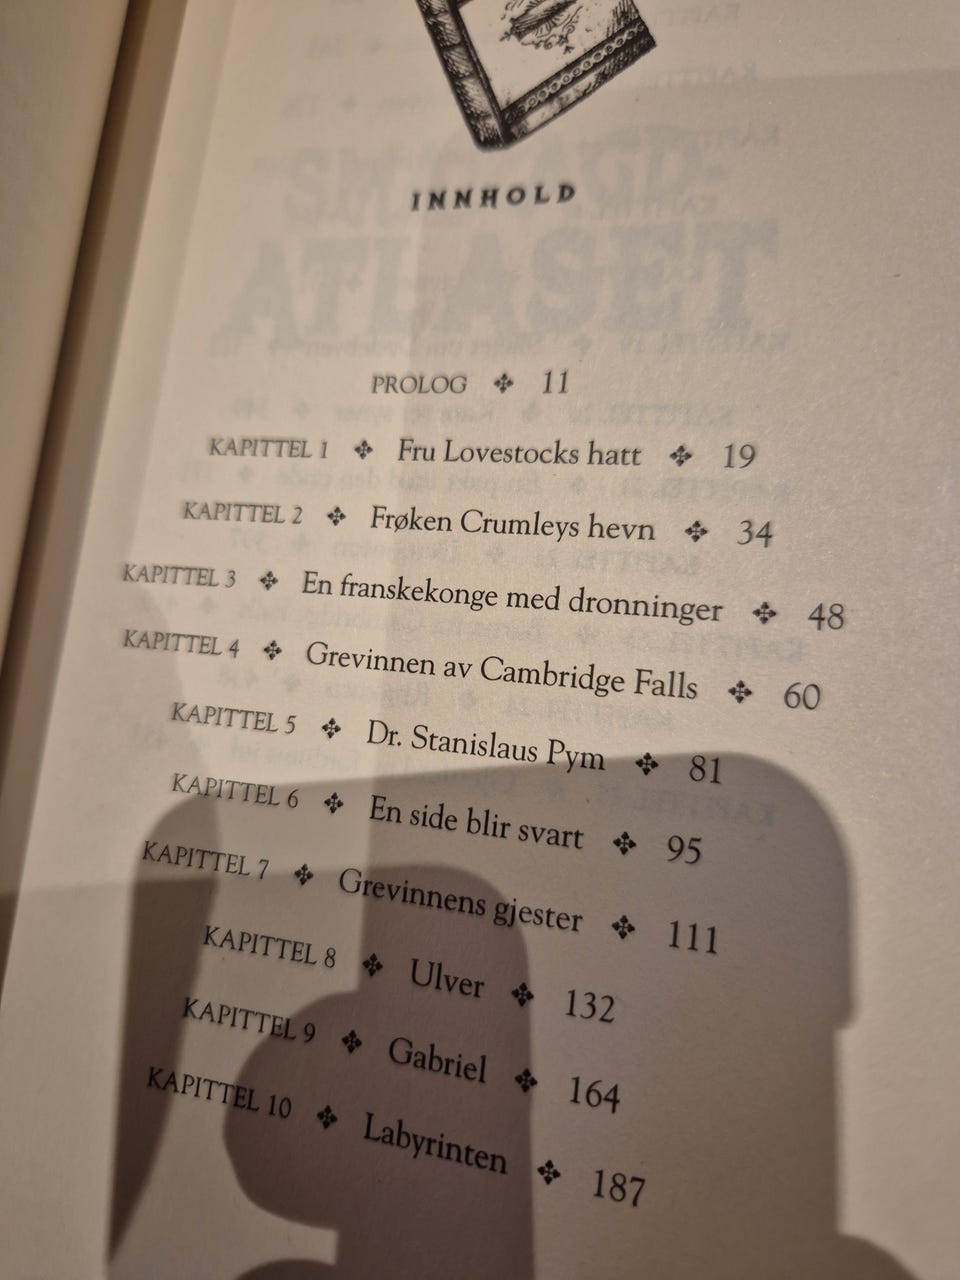 INNHOLD
PROLOG ✤ 11
KAPITTEL 1 ✤ Fru Lovestocks hatt ✤ 19
KAPITTEL 2 ✤ Frøken Crumleys hevn ✤ 34
KAPITTEL 3 ✤ En franskekonge med dronninger ✤ 48
KAPITTEL 4 ✤ Grevinnen av Cambridge Falls ✤ 60
KAPITTEL 5 ✤ Dr. Stanislaus Pym ✤ 81
KAPITTEL 6 ✤ En side blir svart ✤ 95
KAPITTEL 7 ✤ Grevinnens gjester ✤ 111
KAPITTEL 8 ✤ Ulver ✤ 132
KAPITTEL 9 ✤ Gabriel ✤ 164
KAPITTEL 10 ✤ Labyrinten ✤ 187